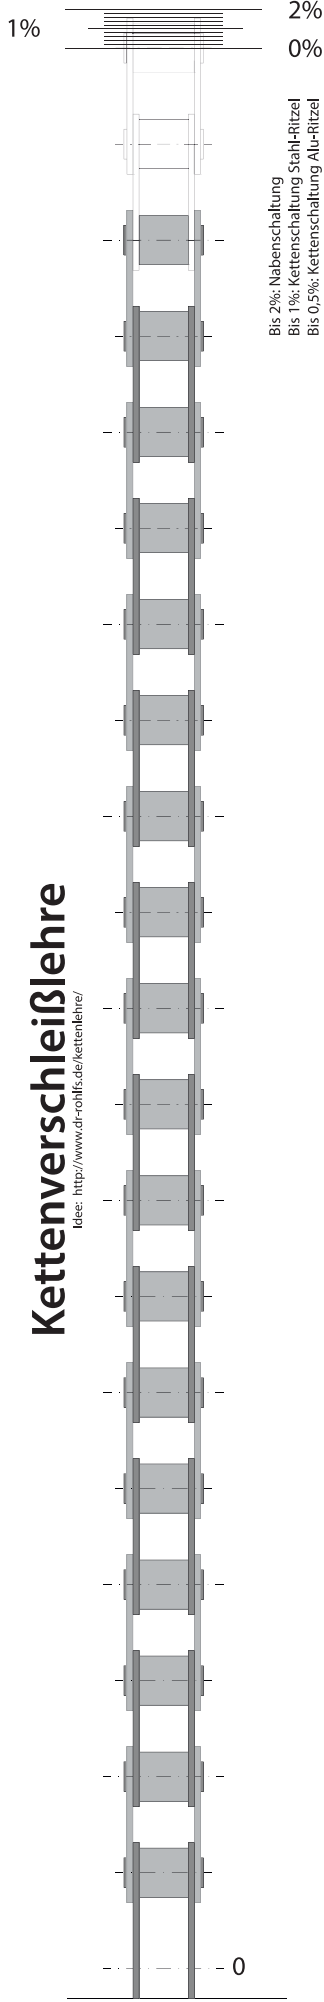 2%
1%
0%
Bis 2%: Nabenschaltung
Bis 1%: Kettenschaltung Stahl-Ritzel
Bis 0,5%: Kettenschaltung Alu-Ritzel
Kettenverschleißlehre
Idee: http://www.dr-rohlfs.de/kettenlehre/
0